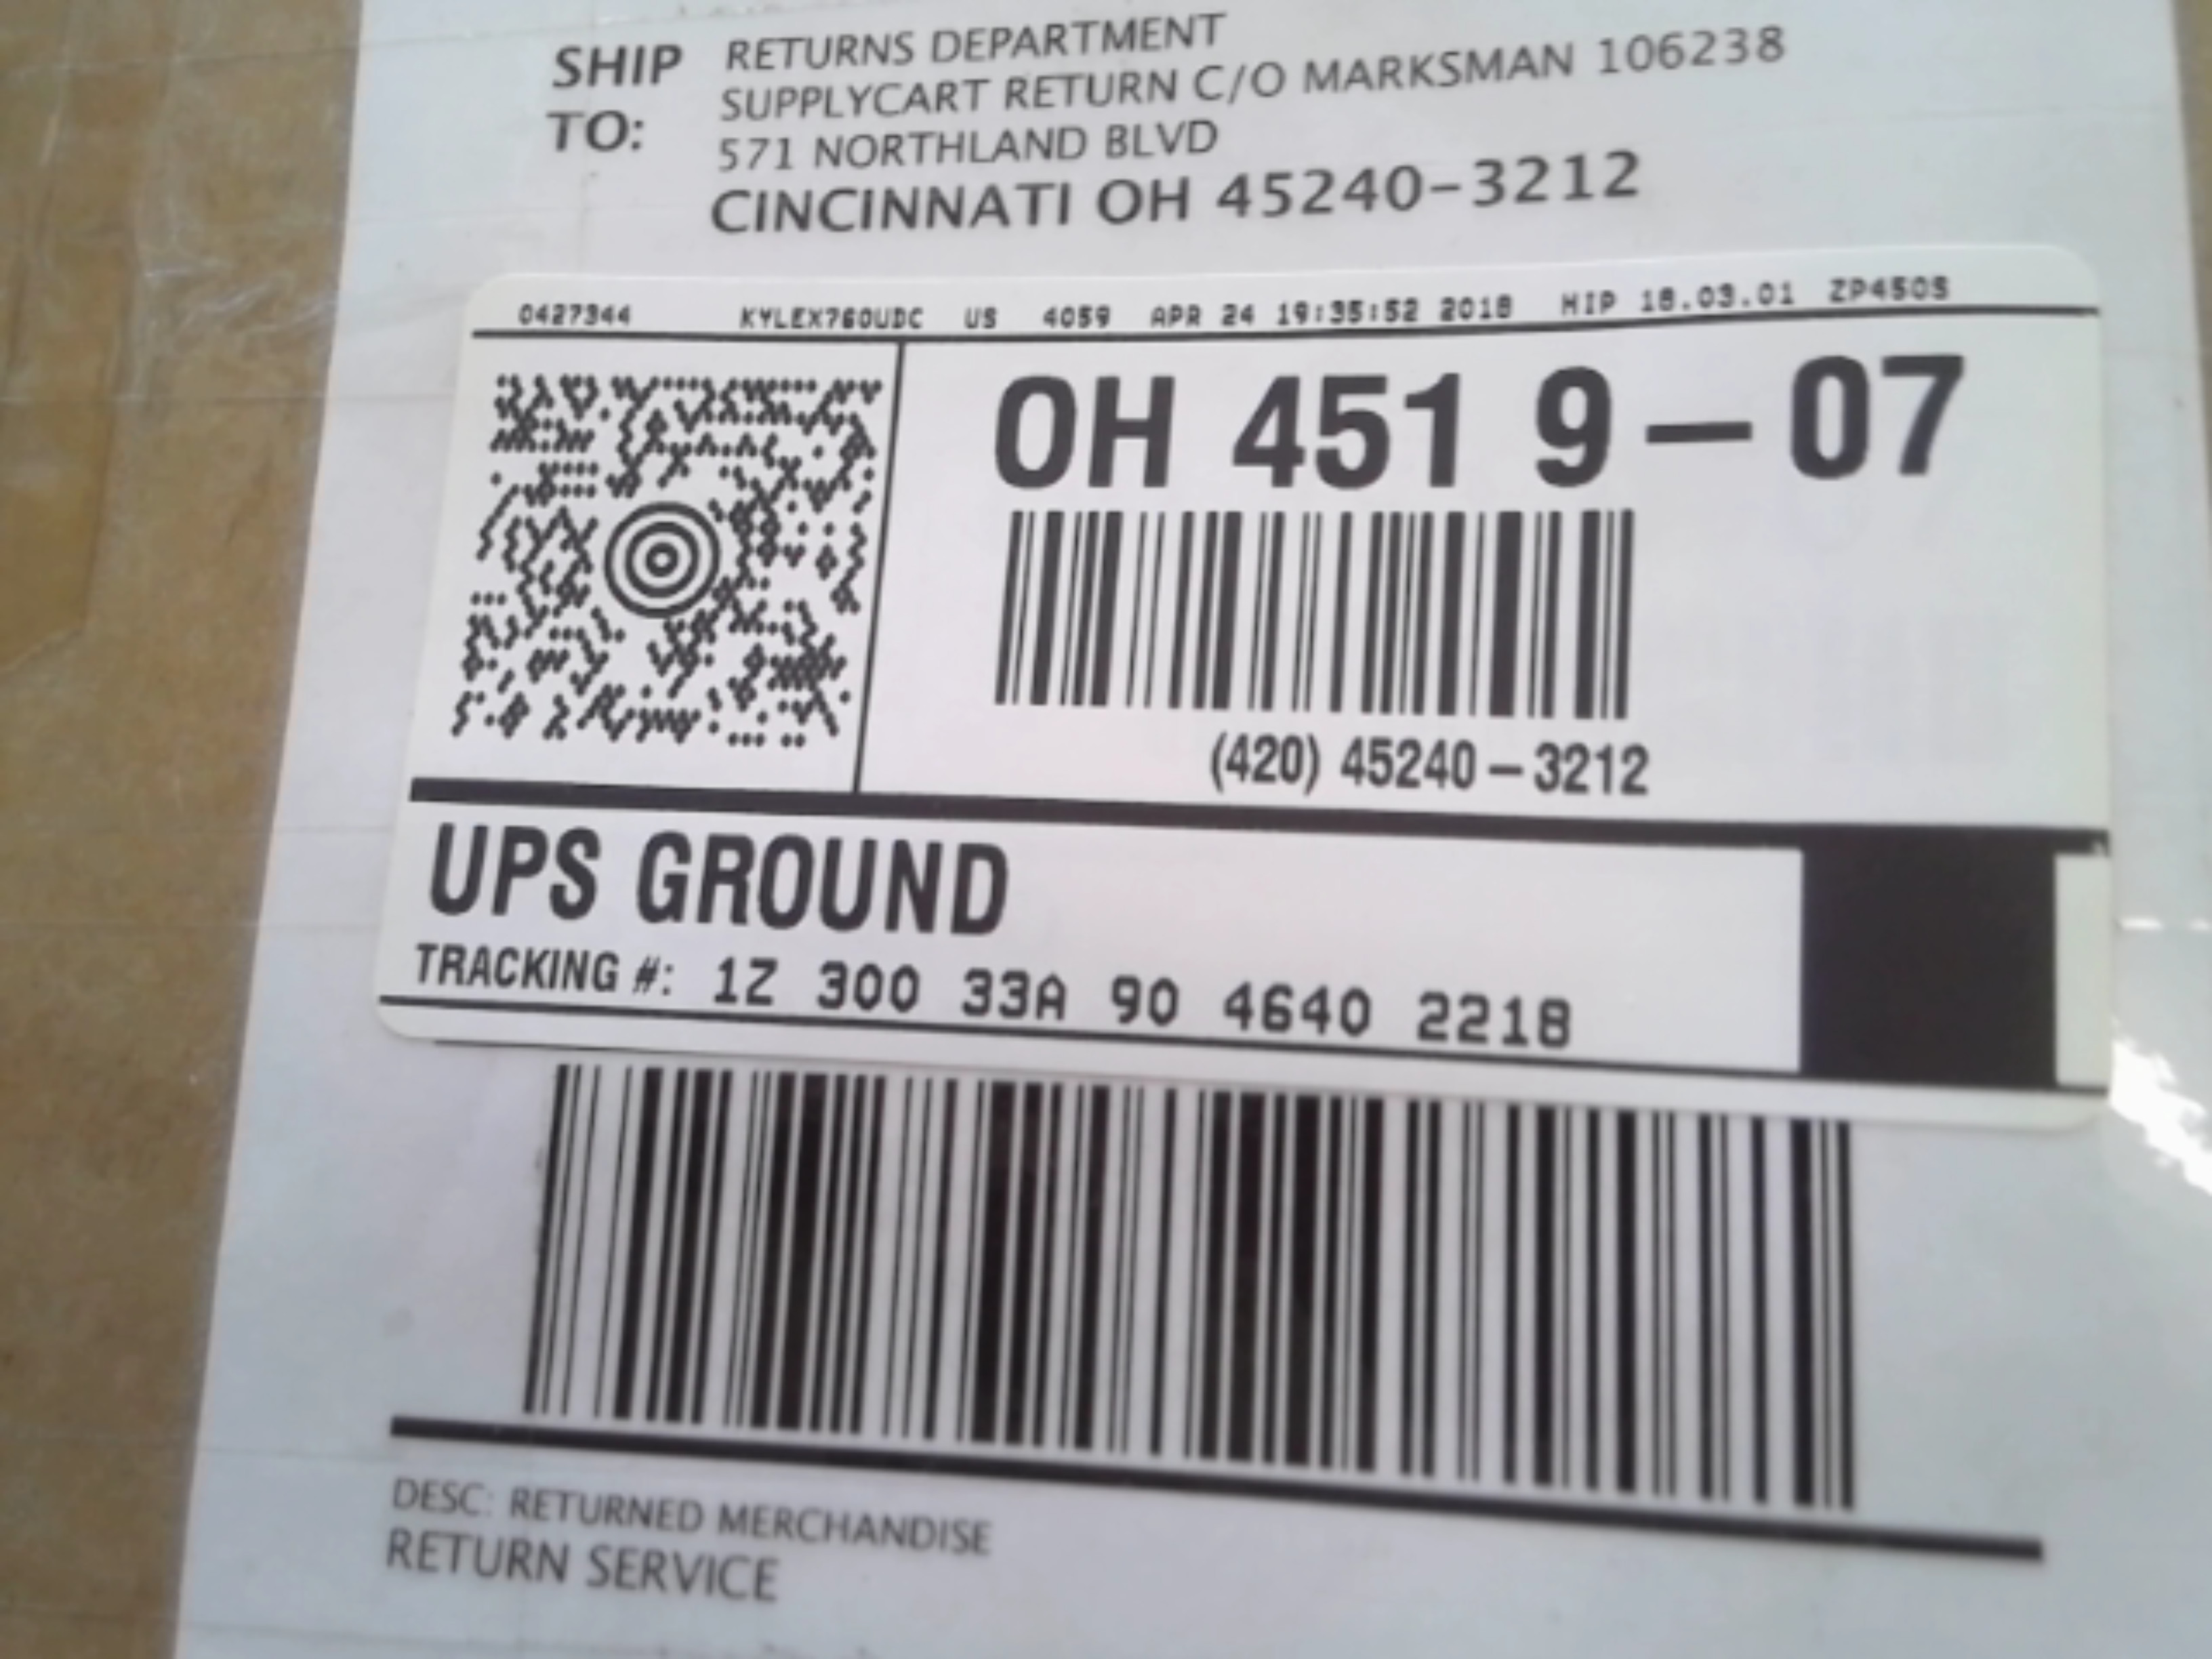 SHIP TO: RETURNS DEPARTMENT
SUPPLYCART RETURN C/O MARKSMAN 106238
571 NORTHLAND BLVD
CINCINNATI OH 45240-3212
0427344 KYLEX760UDC US 4059 APR 24 19:35:52 2018 HIP 18.03.01 ZP450S
OH 451 9-07
(420) 45240-3212
UPS GROUND
TRACKING #: 1Z 300 33A 90 4640 2218
DESC: RETURNED MERCHANDISE
RETURN SERVICE